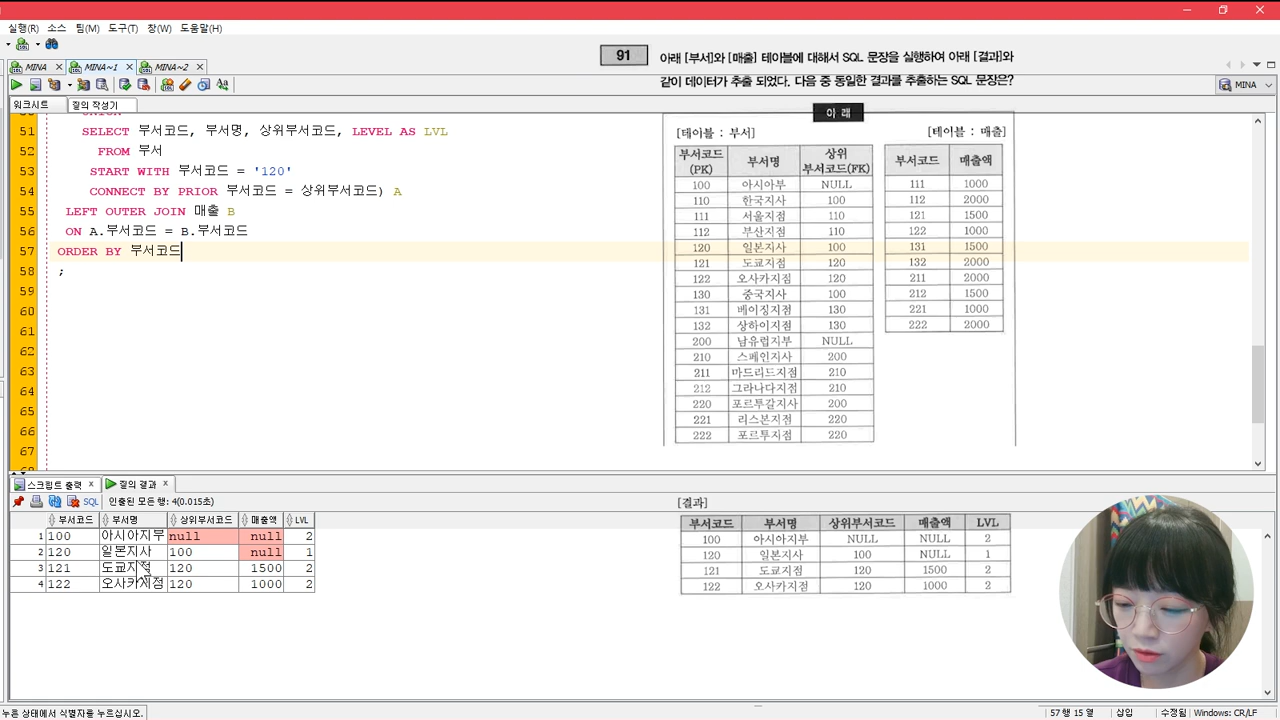 실행(R) 소스 팀(M) 도구(T) 창(W) 도움말(H)
MINA MINA~1 MINA~2
MINA
워크시트 질의 작성기
51 SELECT 부서코드, 부서명, 상위부서코드, LEVEL AS LVL
52 FROM 부서
53 START WITH 부서코드 = '120'
54 CONNECT BY PRIOR 부서코드 = 상위부서코드) A
55 LEFT OUTER JOIN 매출 B
56 ON A.부서코드 = B.부서코드
57 ORDER BY 부서코드
58 ;
59
60
61
62
63
64
65
66
67
91 아래 [부서]와 [매출] 테이블에 대해서 SQL 문장을 실행하여 아래 [결과]와
같이 데이터가 추출 되었다. 다음 중 동일한 결과를 추출하는 SQL 문장은?
아 래
[테이블 : 부서]
부서코드(PK) 부서명 상위부서코드(FK)
100 아시아부 NULL
110 한국지사 100
111 서울지점 110
112 부산지점 110
120 일본지사 100
121 도쿄지점 120
122 오사카지점 120
130 중국지사 100
131 베이징지점 130
132 상하이지점 130
200 남유럽지부 NULL
210 스페인지사 200
211 마드리드지점 210
212 그라나다지점 210
220 포르투갈지사 200
221 리스본지점 220
222 포르투지점 220
[테이블 : 매출]
부서코드 매출액
111 1000
112 2000
121 1500
122 1000
131 1500
132 2000
211 2000
212 1500
221 1000
222 2000
스크립트 출력 질의 결과
SQL 인출된 모든 행: 4(0.015초)
부서코드 부서명 상위부서코드 매출액 LVL
1 100 아시아지부 null null 2
2 120 일본지사 100 null 1
3 121 도쿄지점 120 1500 2
4 122 오사카지점 120 1000 2
[결과]
부서코드 부서명 상위부서코드 매출액 LVL
100 아시아지부 NULL NULL 2
120 일본지사 100 NULL 1
121 도쿄지점 120 1500 2
122 오사카지점 120 1000 2
누른 상태에서 식별자를 누르십시오.
57 행 15 열 삽입 수정됨 Windows: CR/LF